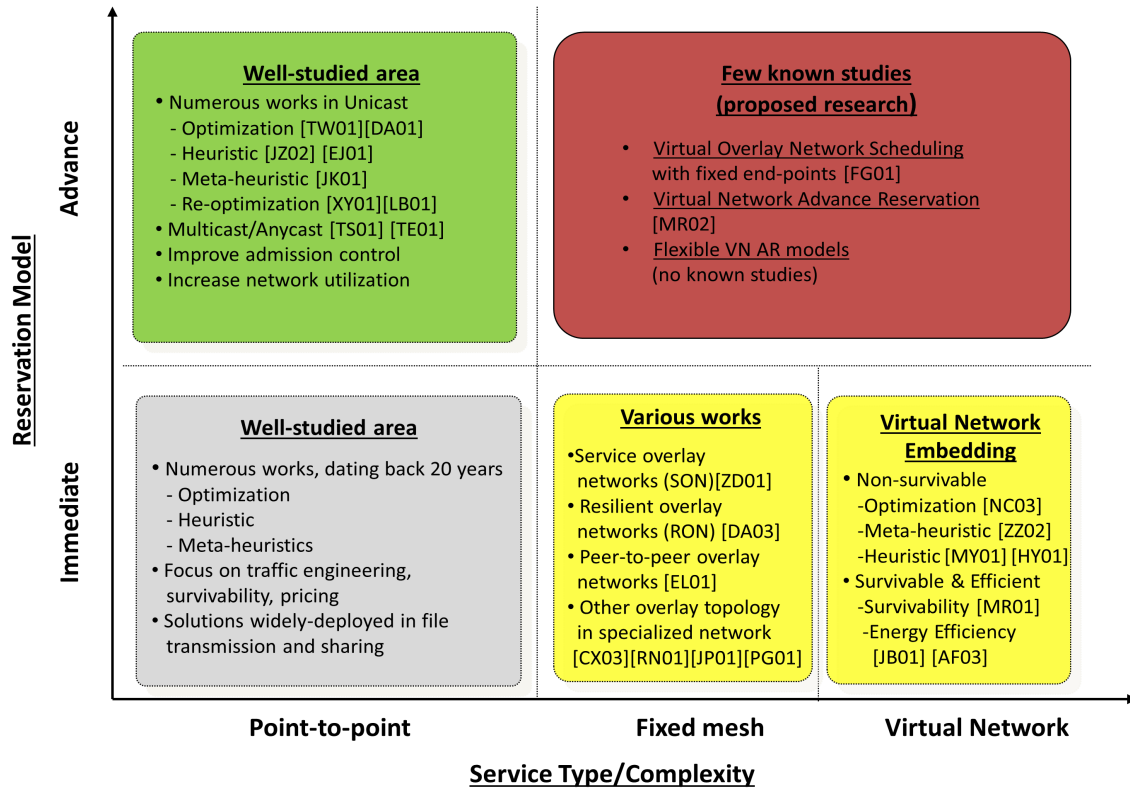 Reservation Model
Advance
Immediate
Well-studied area
• Numerous works in Unicast
- Optimization [TW01][DA01]
- Heuristic [JZ02] [EJ01]
- Meta-heuristic [JK01]
- Re-optimization [XY01][LB01]
• Multicast/Anycast [TS01] [TE01]
• Improve admission control
• Increase network utilization
Few known studies
(proposed research)
• Virtual Overlay Network Scheduling
with fixed end-points [FG01]
• Virtual Network Advance Reservation
[MR02]
• Flexible VN AR models
(no known studies)
Well-studied area
• Numerous works, dating back 20 years
- Optimization
- Heuristic
- Meta-heuristics
• Focus on traffic engineering,
survivability, pricing
• Solutions widely-deployed in file
transmission and sharing
Various works
•Service overlay
networks (SON)[ZD01]
• Resilient overlay
networks (RON) [DA03]
• Peer-to-peer overlay
networks [EL01]
• Other overlay topology
in specialized network
[CX03][RN01][JP01][PG01]
Virtual Network
Embedding
• Non-survivable
-Optimization [NC03]
-Meta-heuristic [ZZ02]
-Heuristic [MY01] [HY01]
• Survivable & Efficient
-Survivability [MR01]
-Energy Efficiency
[JB01] [AF03]
Point-to-point
Fixed mesh
Virtual Network
Service Type/Complexity